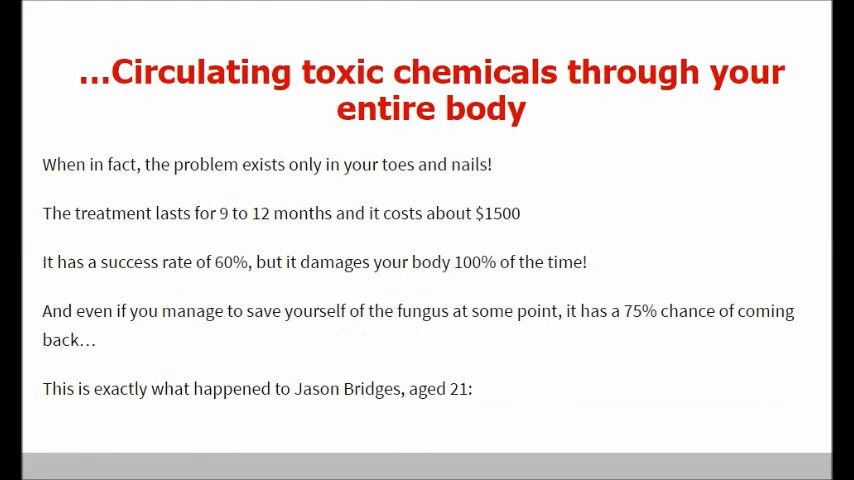 ...Circulating toxic chemicals through your
entire body
When in fact, the problem exists only in your toes and nails!
The treatment lasts for 9 to 12 months and it costs about $1500
It has a success rate of 60%, but it damages your body 100% of the time!
And even if you manage to save yourself of the fungus at some point, it has a 75% chance of coming
back...
This is exactly what happened to Jason Bridges, aged 21: